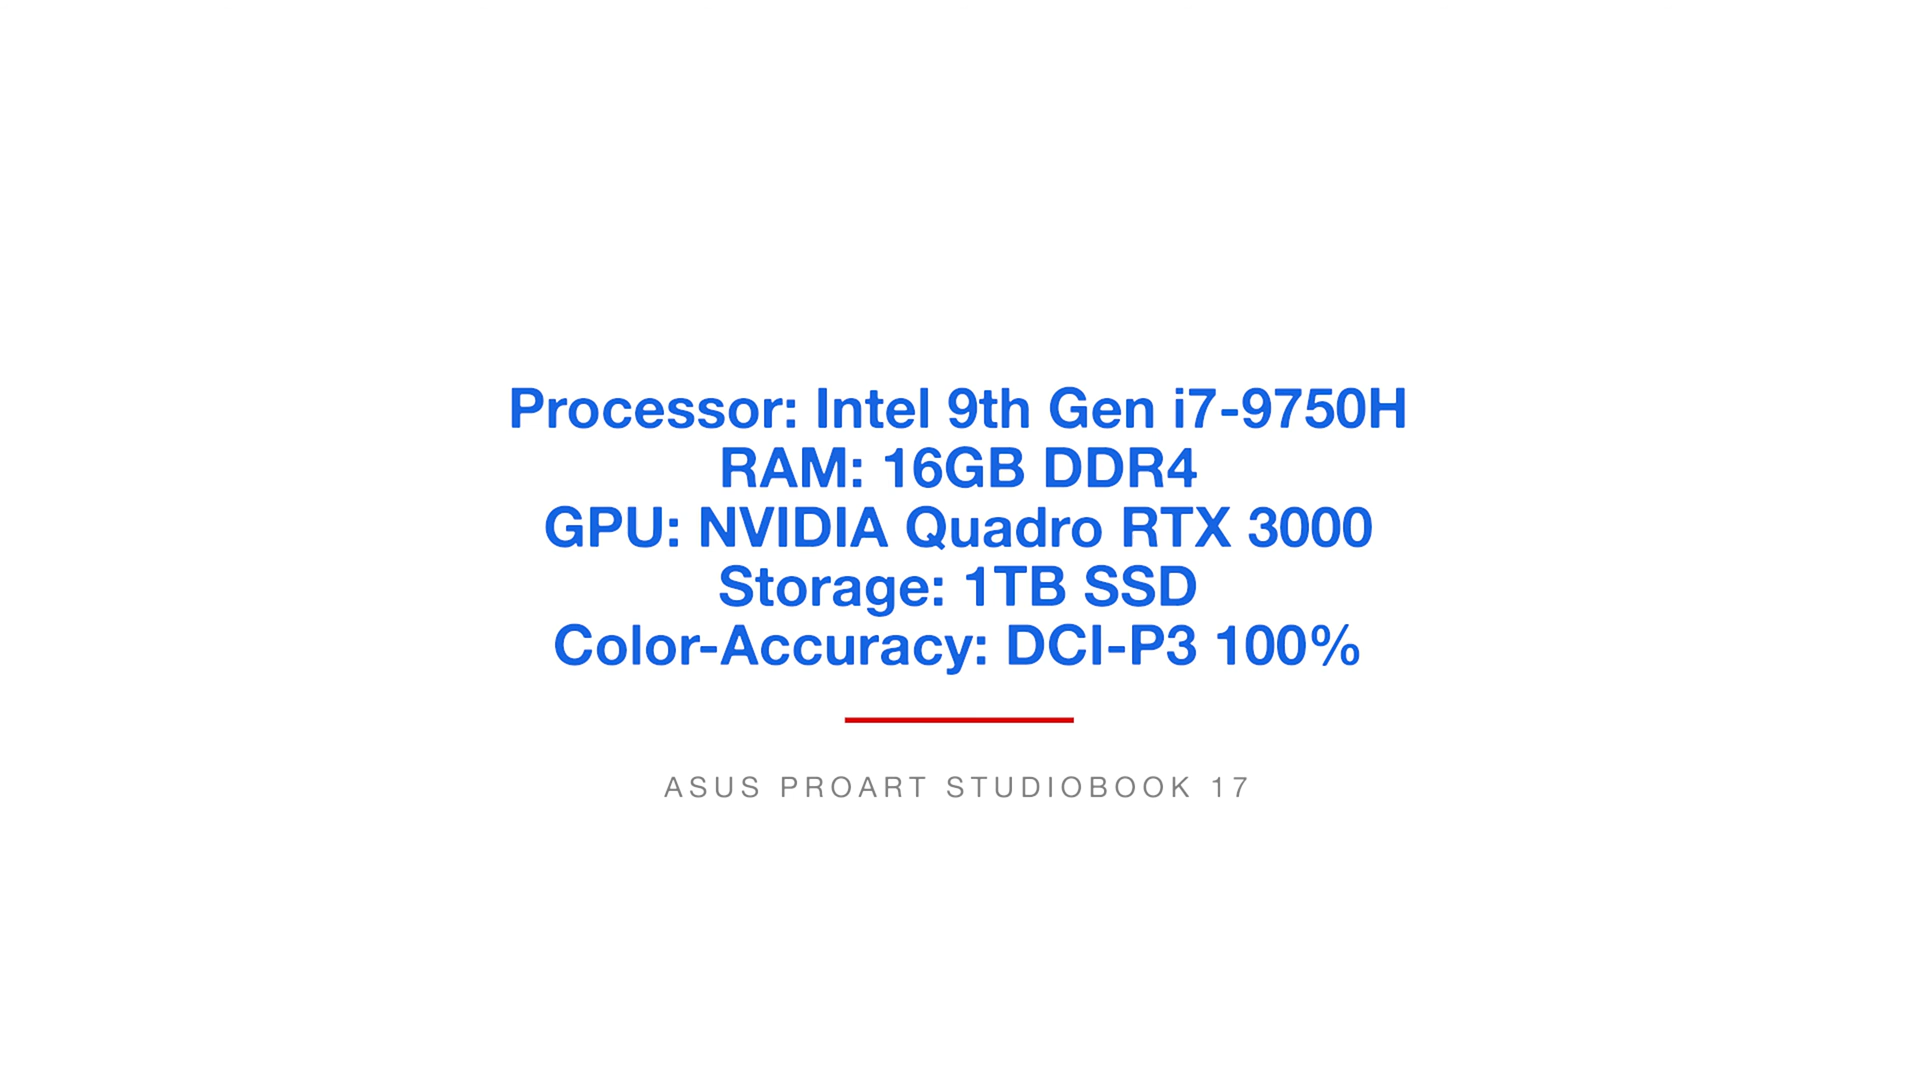 Processor: Intel 9th Gen i7-9750H
RAM: 16GB DDR4
GPU: NVIDIA Quadro RTX 3000
Storage: 1TB SSD
Color-Accuracy: DCI-P3 100%
ASUS PROART STUDIOBOOK 17